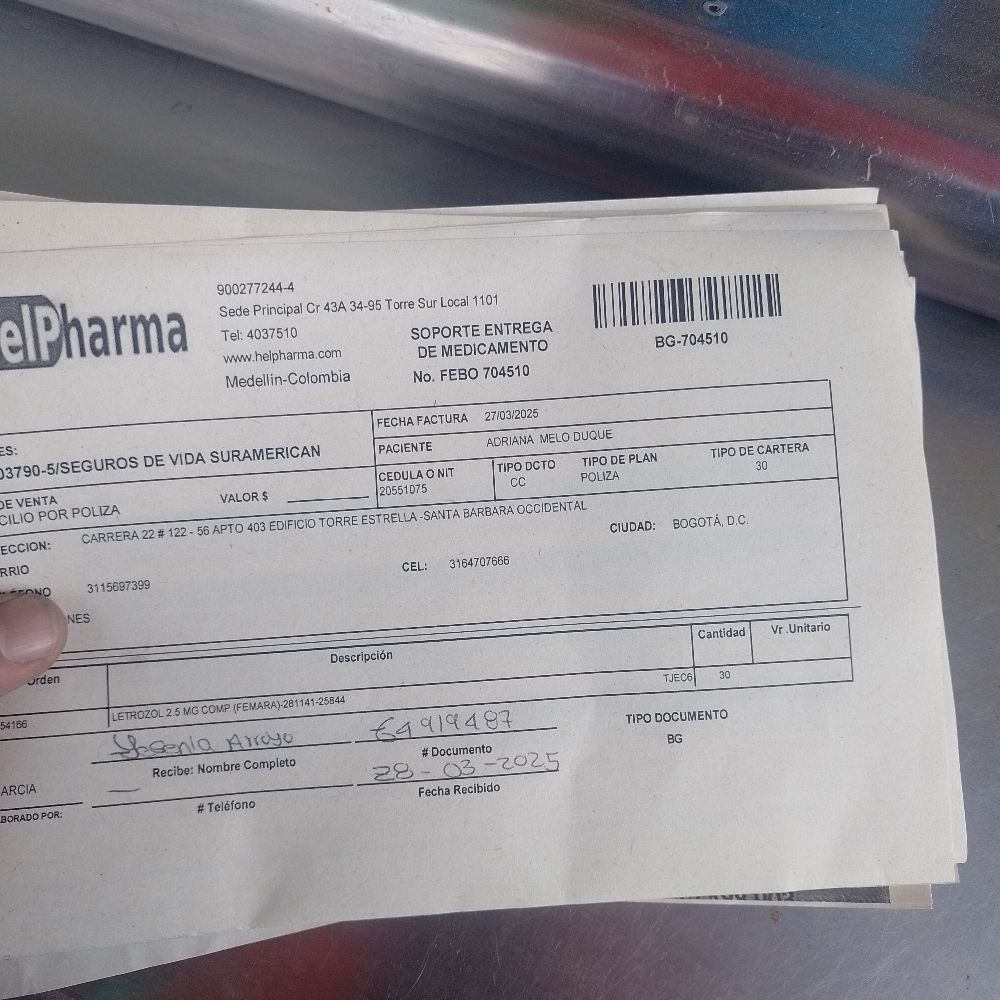 elPharma
900277244-4
Sede Principal Cr 43A 34-95 Torre Sur Local 1101
Tel: 4037510
www.helpharma.com
Medellín-Colombia
SOPORTE ENTREGA
DE MEDICAMENTO
No. FEBO 704510
BG-704510
ES:
03790-5/SEGUROS DE VIDA SURAMERICAN
FECHA FACTURA 27/03/2025
PACIENTE ADRIANA MELO DUQUE
DE VENTA
CILIO POR POLIZA
VALOR $
CEDULA O NIT
20551075
TIPO DCTO
CC
TIPO DE PLAN
POLIZA
TIPO DE CARTERA
30
ECCION: CARRERA 22 # 122 - 56 APTO 403 EDIFICIO TORRE ESTRELLA -SANTA BARBARA OCCIDENTAL
CIUDAD: BOGOTÁ, D.C.
RRIO
CEL: 3164707666
3115697399
NES
Orden Descripción Cantidad Vr .Unitario
54166 LETROZOL 2.5 MG COMP (FEMARA)-281141-25844 TJEC6 30
Yesenia Arroyo 64919487
Recibe: Nombre Completo # Documento
TIPO DOCUMENTO
BG
28-03-2025
ARCIA
BORADO POR: # Teléfono Fecha Recibido